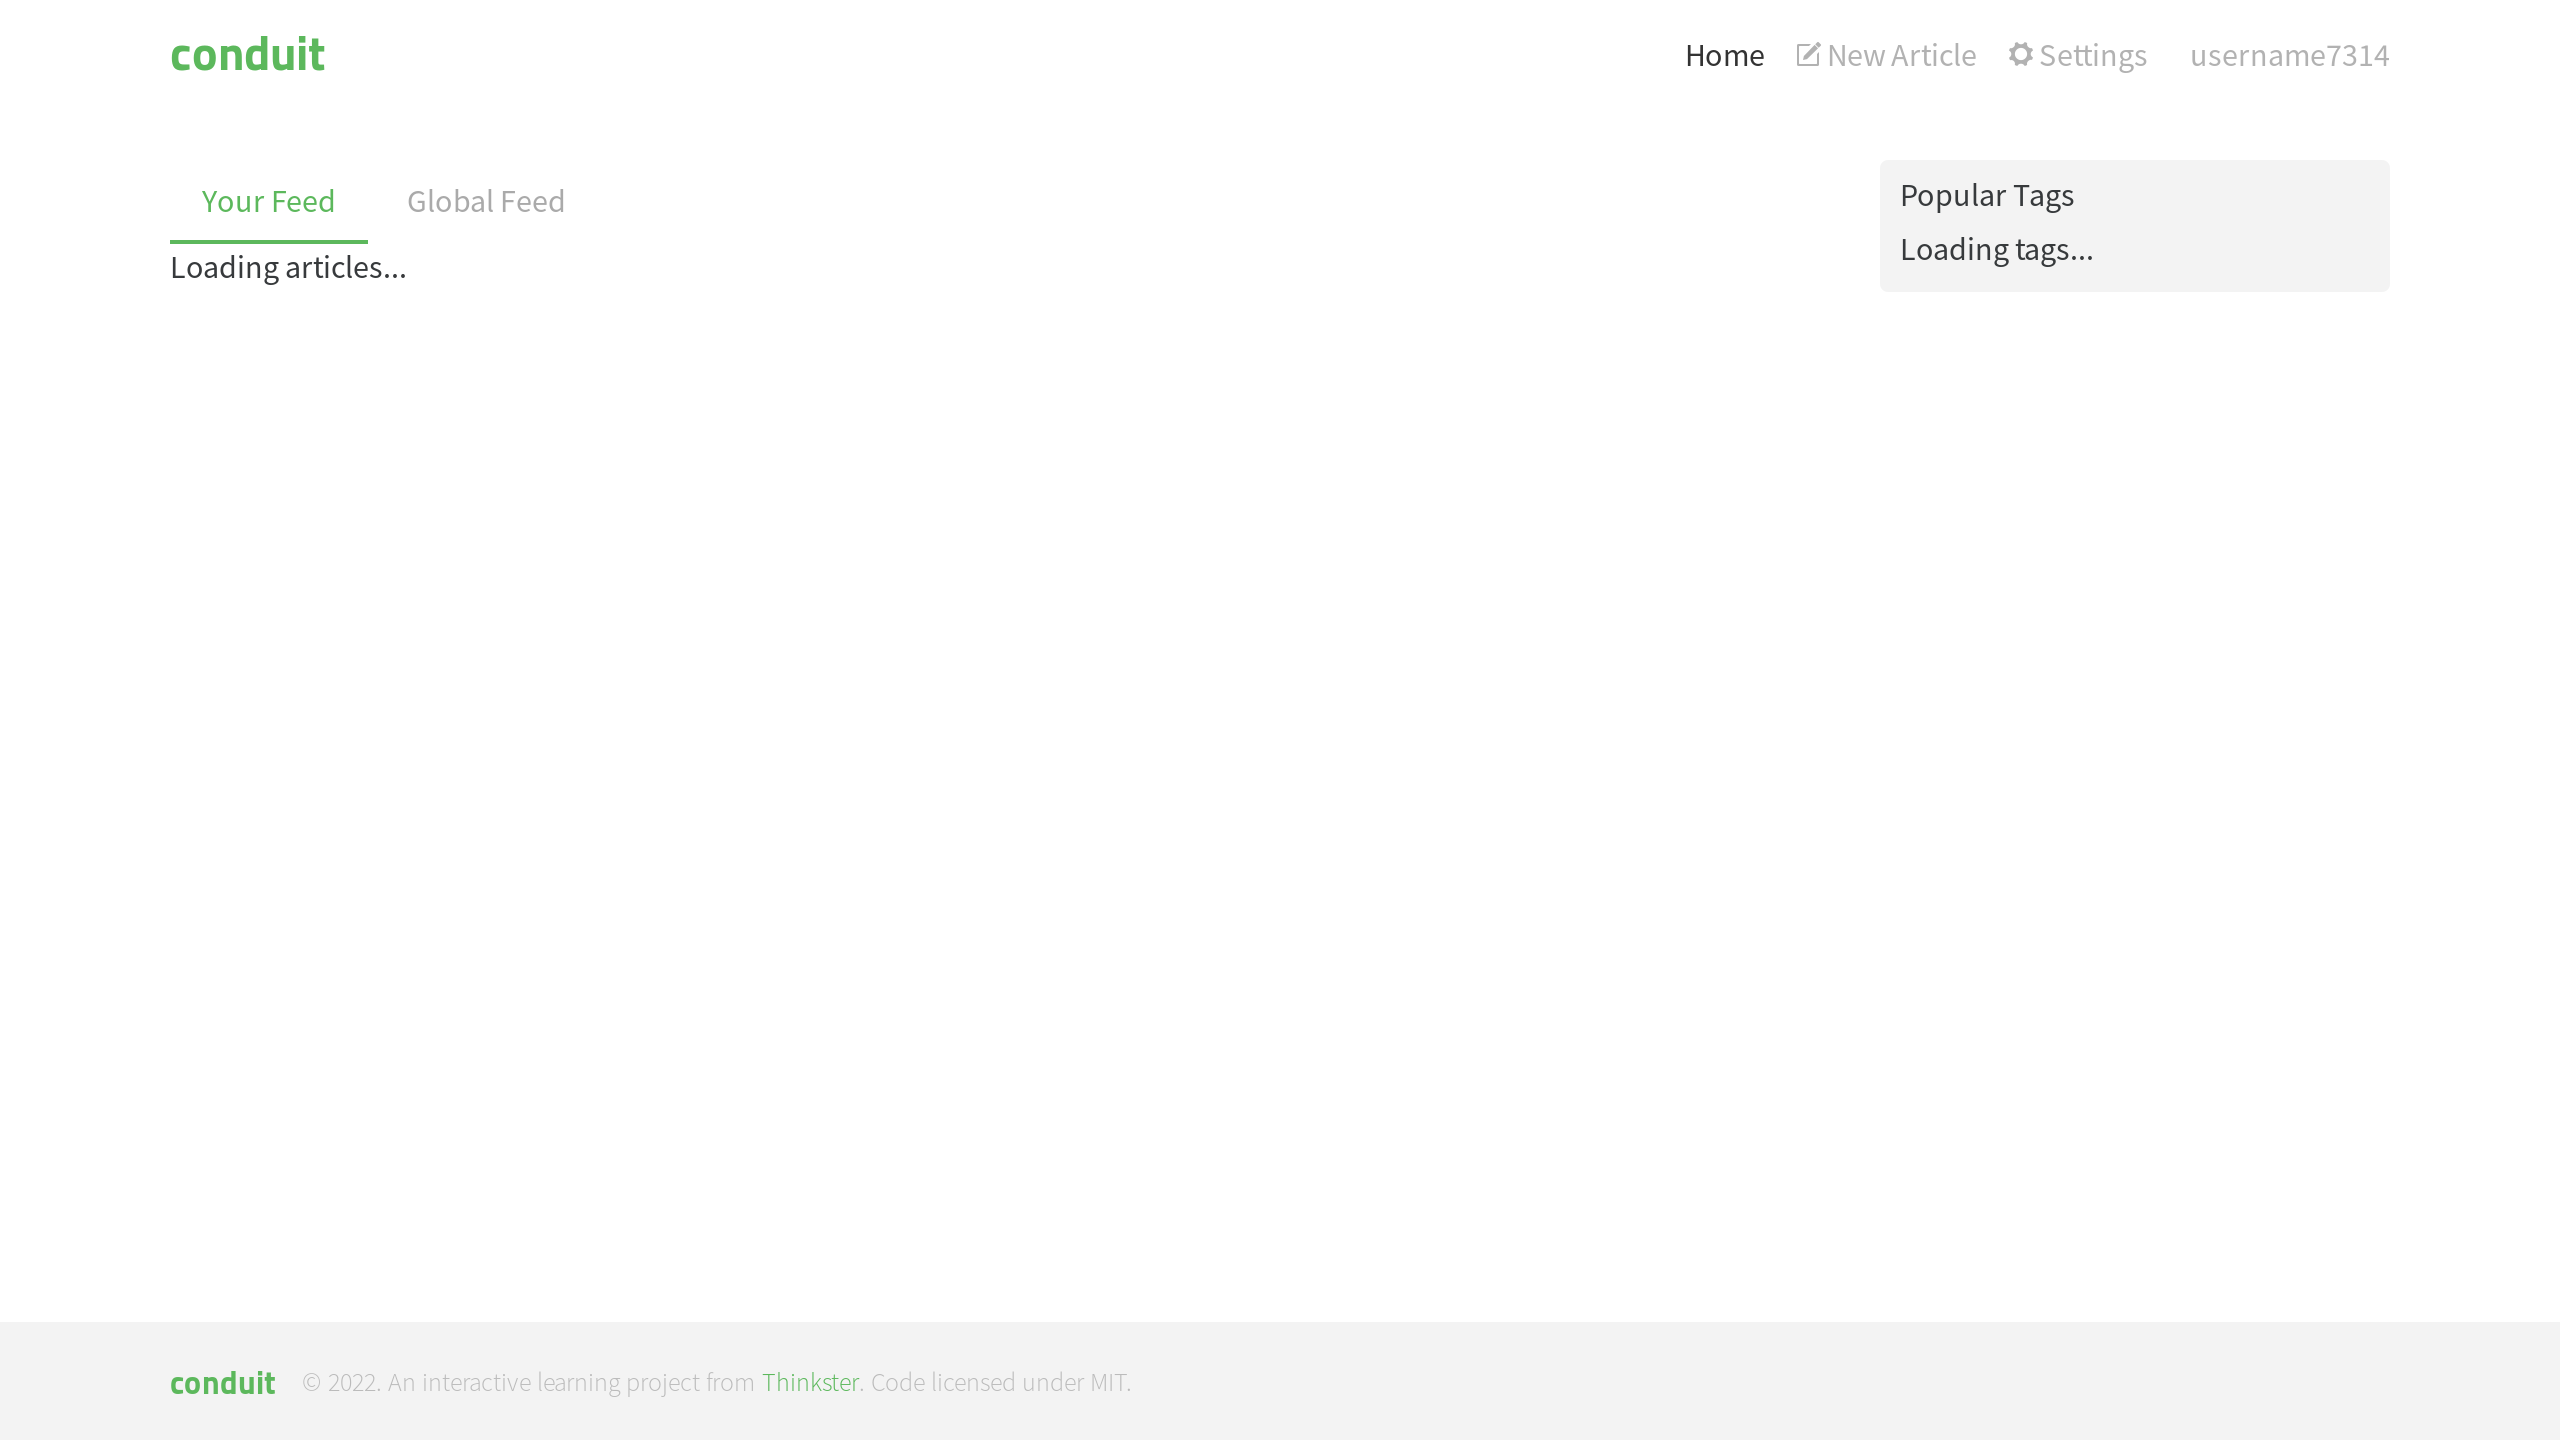 conduit
Home New Article Settings username7314
Your Feed Global Feed
Loading articles...
Popular Tags
Loading tags...
conduit © 2022. An interactive learning project from Thinkster. Code licensed under MIT.